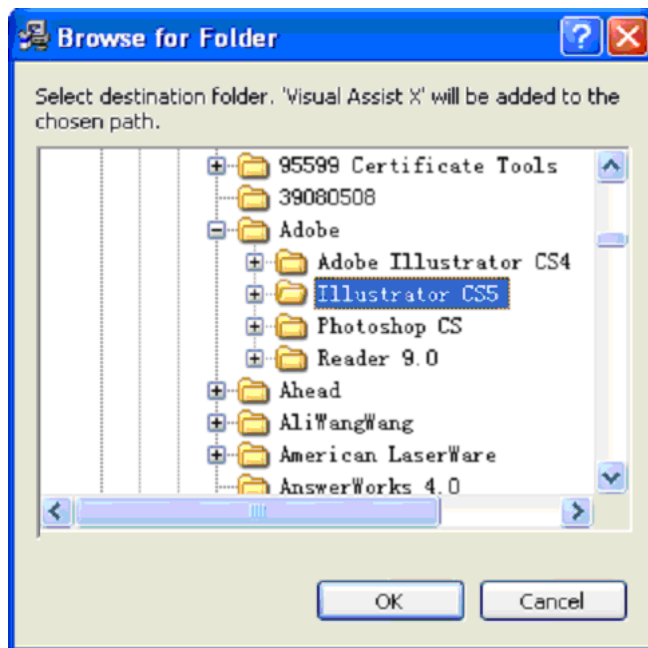 Browse for Folder
Select destination folder. 'Visual Assist X' will be added to the
chosen path.
95599 Certificate Tools
39080508
Adobe
Adobe Illustrator CS4
Illustrator CS5
Photoshop CS
Reader 9.0
Ahead
AliWangWang
American LaserWare
AnswerWorks 4.0
OK Cancel